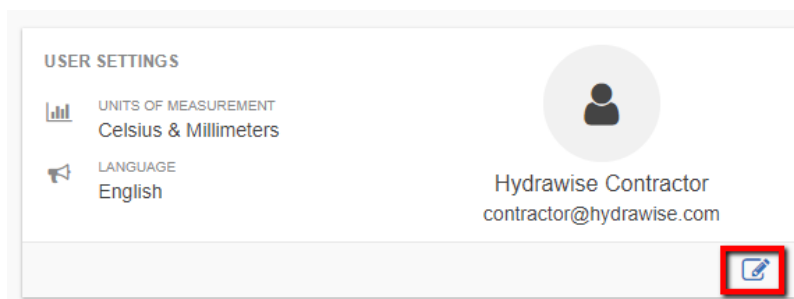 USER SETTINGS
UNITS OF MEASUREMENT
Celsius & Millimeters
LANGUAGE
English
Hydrawise Contractor
contractor@hydrawise.com